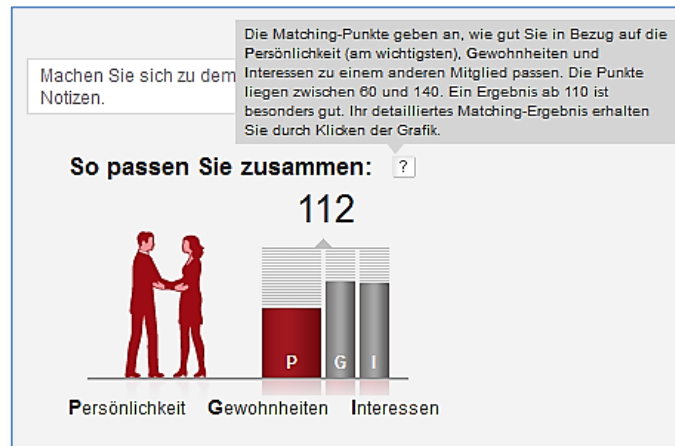 Die Matching-Punkte geben an, wie gut Sie in Bezug auf die
Persönlichkeit (am wichtigsten), Gewohnheiten und
Interessen zu einem anderen Mitglied passen. Die Punkte
liegen zwischen 60 und 140. Ein Ergebnis ab 110 ist
besonders gut. Ihr detailliertes Matching-Ergebnis erhalten
Sie durch Klicken der Grafik.
Machen Sie sich zu dem
Notizen.
So passen Sie zusammen: ?
112
P G I
Persönlichkeit Gewohnheiten Interessen